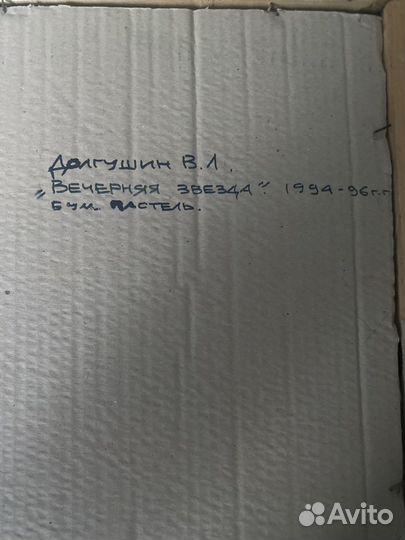 Долгушин В.Л.
„Вечерняя звезда". 1994-96г.г
бум. пастель.
Avito